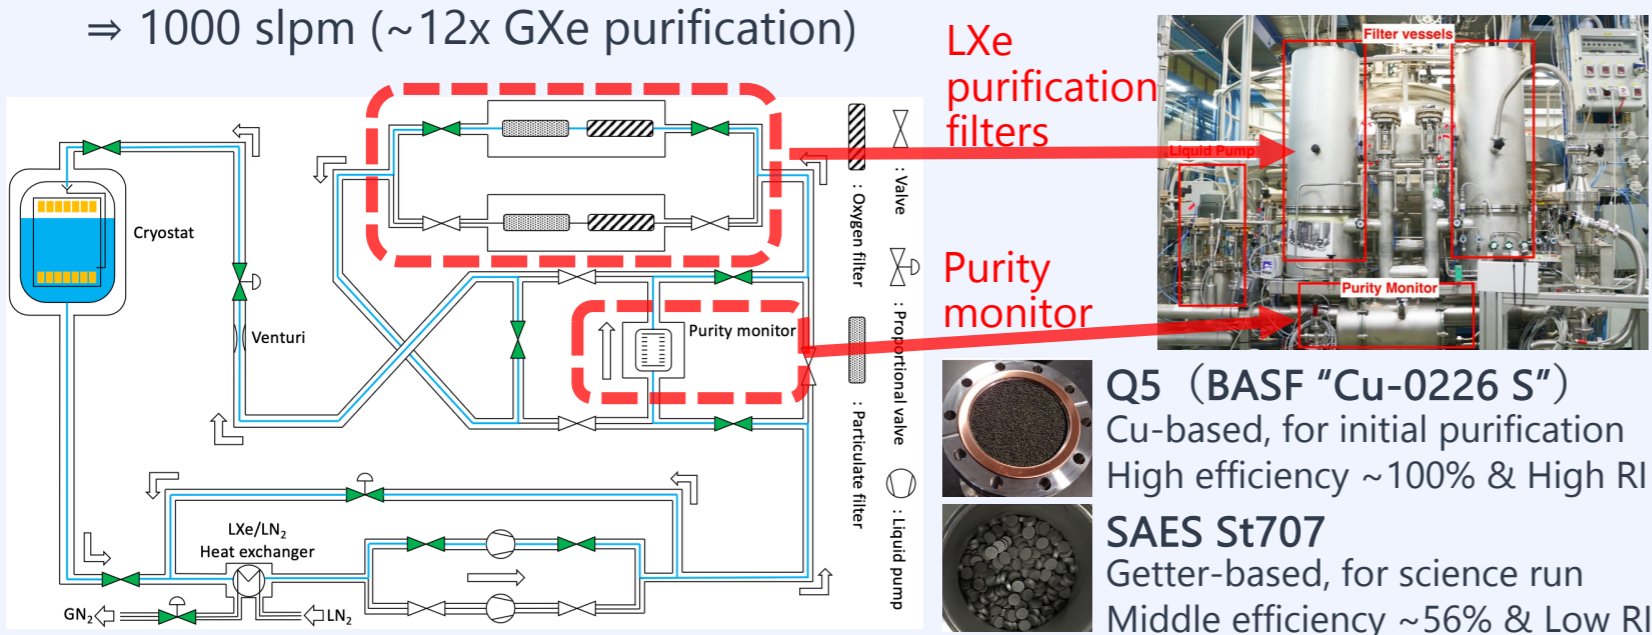 ⇒ 1000 slpm (~12x GXe purification)
LXe
purification
filters
Filter vessels
Liquid Pump
Purity Monitor
Purity
monitor
Cryostat
Venturi
Purity monitor
: Oxygen filter
: Valve
: Particulate filter
: Proportional valve
: Liquid pump
LXe/LN₂
Heat exchanger
GN₂
LN₂
Q5（BASF “Cu-0226 S”）
Cu-based, for initial purification
High efficiency ~100% & High RI
SAES St707
Getter-based, for science run
Middle efficiency ~56% & Low RI